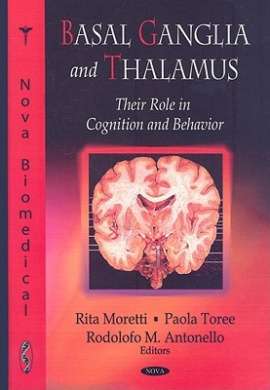 BASAL GANGLIA
and THALAMUS
Their Role in
Cognition and Behavior
Nova Biomedical
Rita Moretti • Paola Toree
Rodolofo M. Antonello
Editors
NOVA